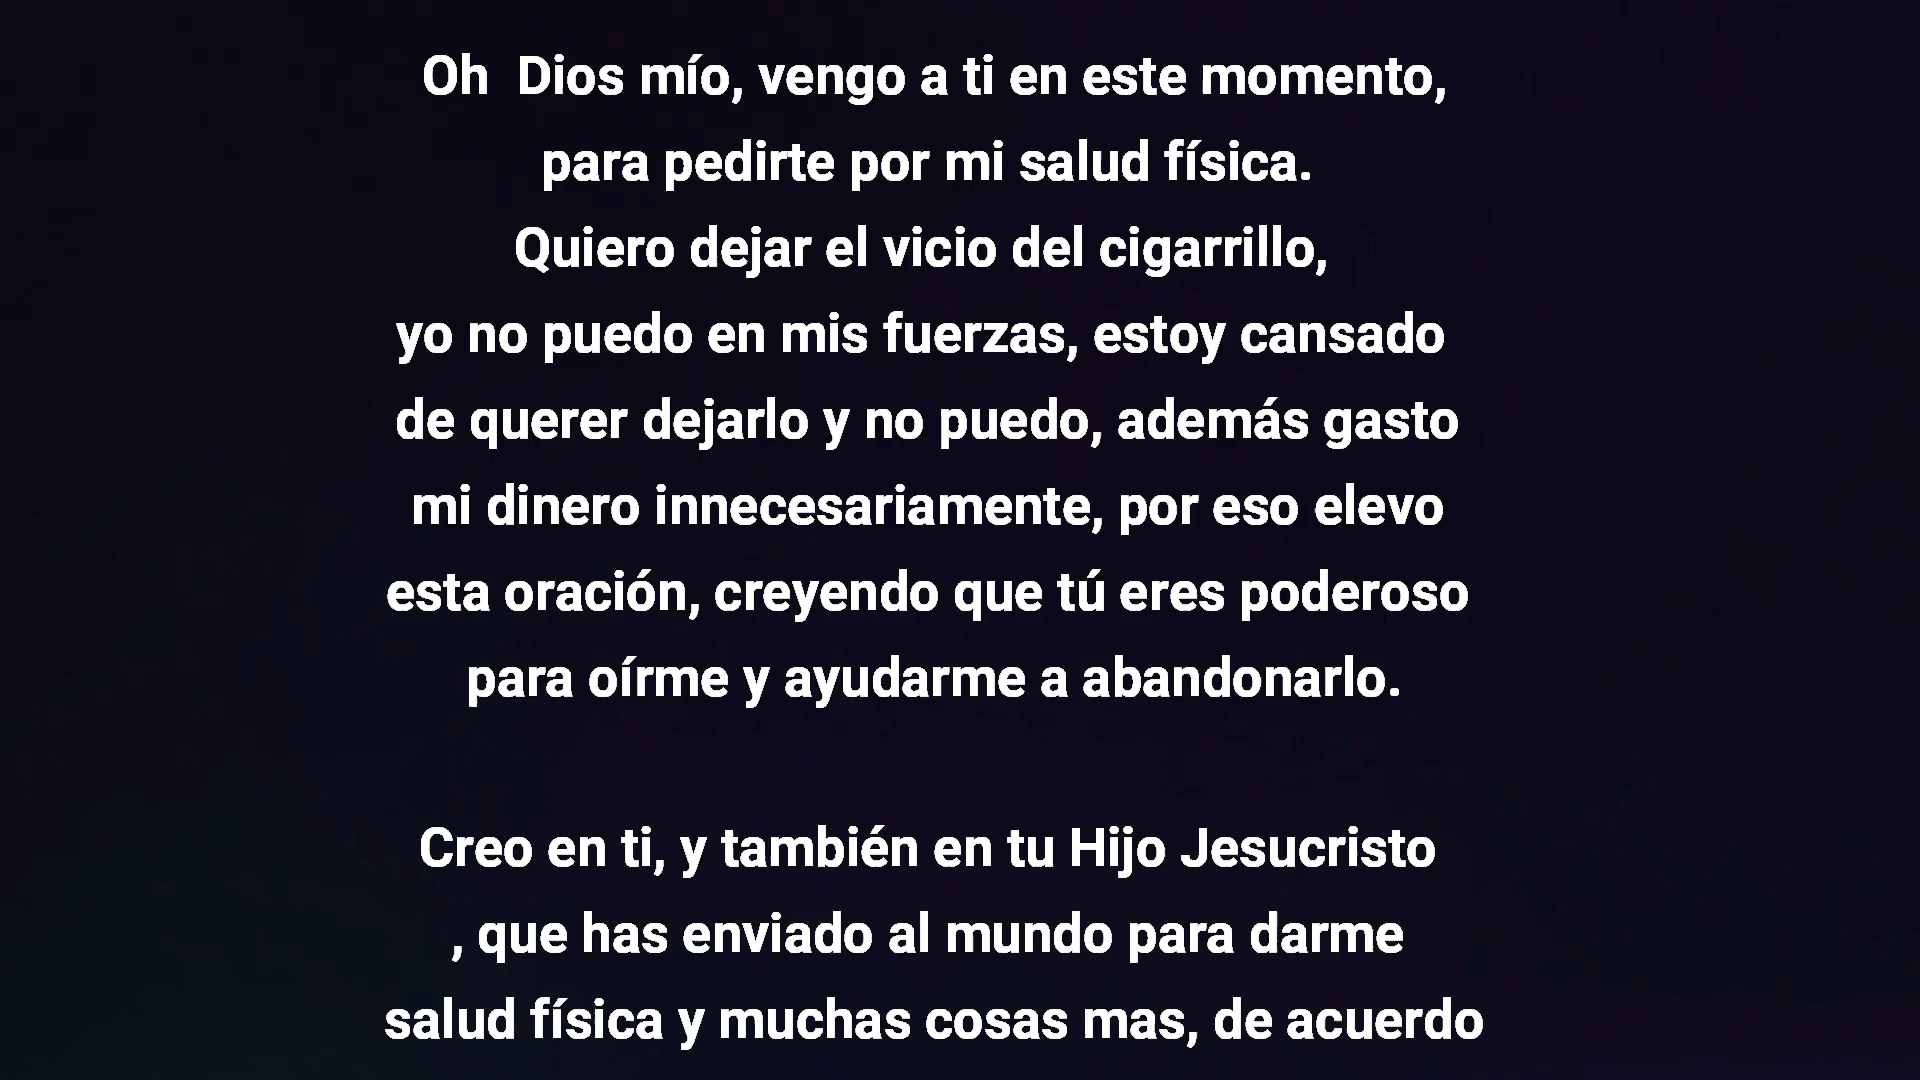 Oh  Dios mío, vengo a ti en este momento,
para pedirte por mi salud física.
Quiero dejar el vicio del cigarrillo,
yo no puedo en mis fuerzas, estoy cansado
de querer dejarlo y no puedo, además gasto
mi dinero innecesariamente, por eso elevo
esta oración, creyendo que tú eres poderoso
para oírme y ayudarme a abandonarlo.
Creo en ti, y también en tu Hijo Jesucristo
, que has enviado al mundo para darme
salud física y muchas cosas mas, de acuerdo